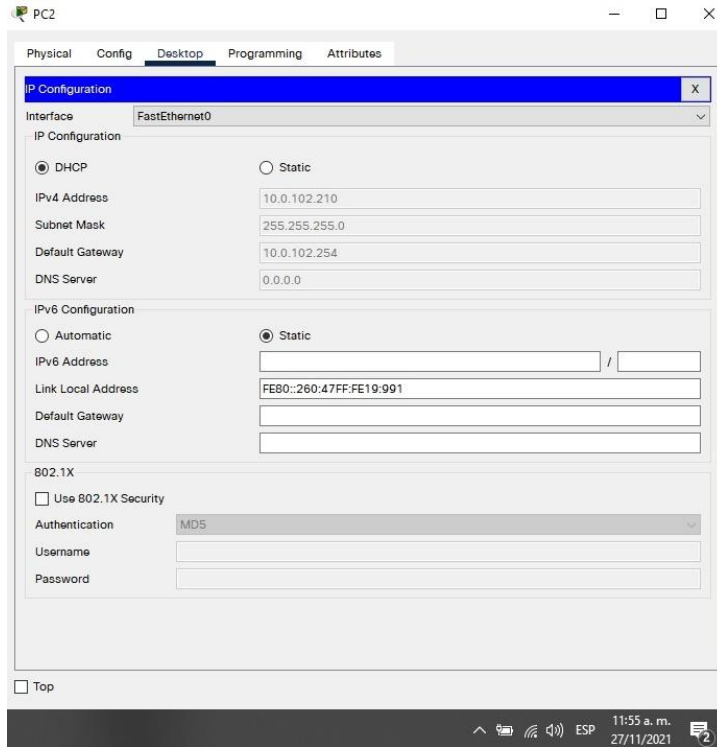 PC2
Physical Config Desktop Programming Attributes
IP Configuration X
Interface FastEthernet0
IP Configuration
DHCP Static
IPv4 Address 10.0.102.210
Subnet Mask 255.255.255.0
Default Gateway 10.0.102.254
DNS Server 0.0.0.0
IPv6 Configuration
Automatic Static
IPv6 Address /
Link Local Address FE80::260:47FF:FE19:991
Default Gateway
DNS Server
802.1X
Use 802.1X Security
Authentication MD5
Username
Password
Top
ESP 11:55 a. m.
27/11/2021 2